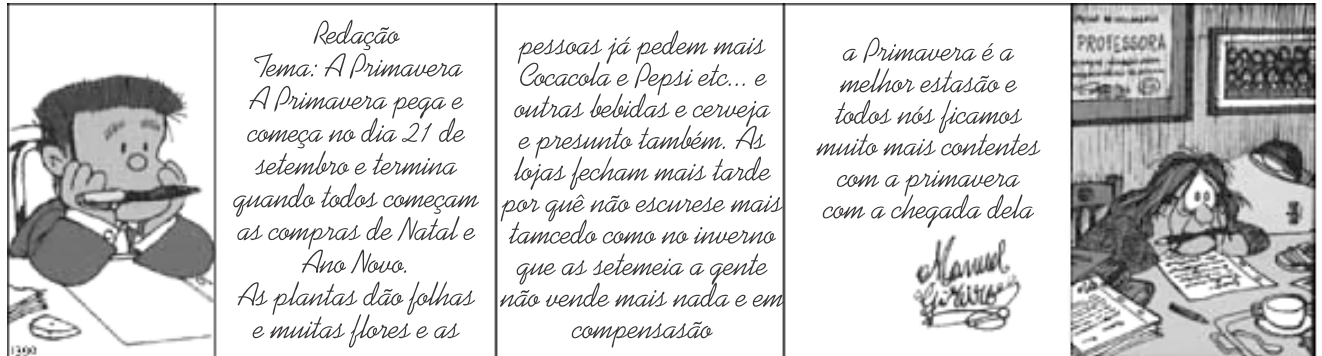 Redação
Tema: A Primavera
A Primavera pega e
começa no dia 21 de
setembro e termina
quando todos começam
as compras de Natal e
Ano Novo.
As plantas dão folhas
e muitas flores e as
pessoas já pedem mais
Cocacola e Pepsi etc... e
outras bebidas e cerveja
e presunto também. As
lojas fecham mais tarde
por quê não escurese mais
tamcedo como no inverno
que as setemeia a gente
não vende mais nada e em
compensasão
a Primavera é a
melhor estasão e
todos nós ficamos
muito mais contentes
com a primavera
com a chegada dela
Manuel
PROFESSORA
1390